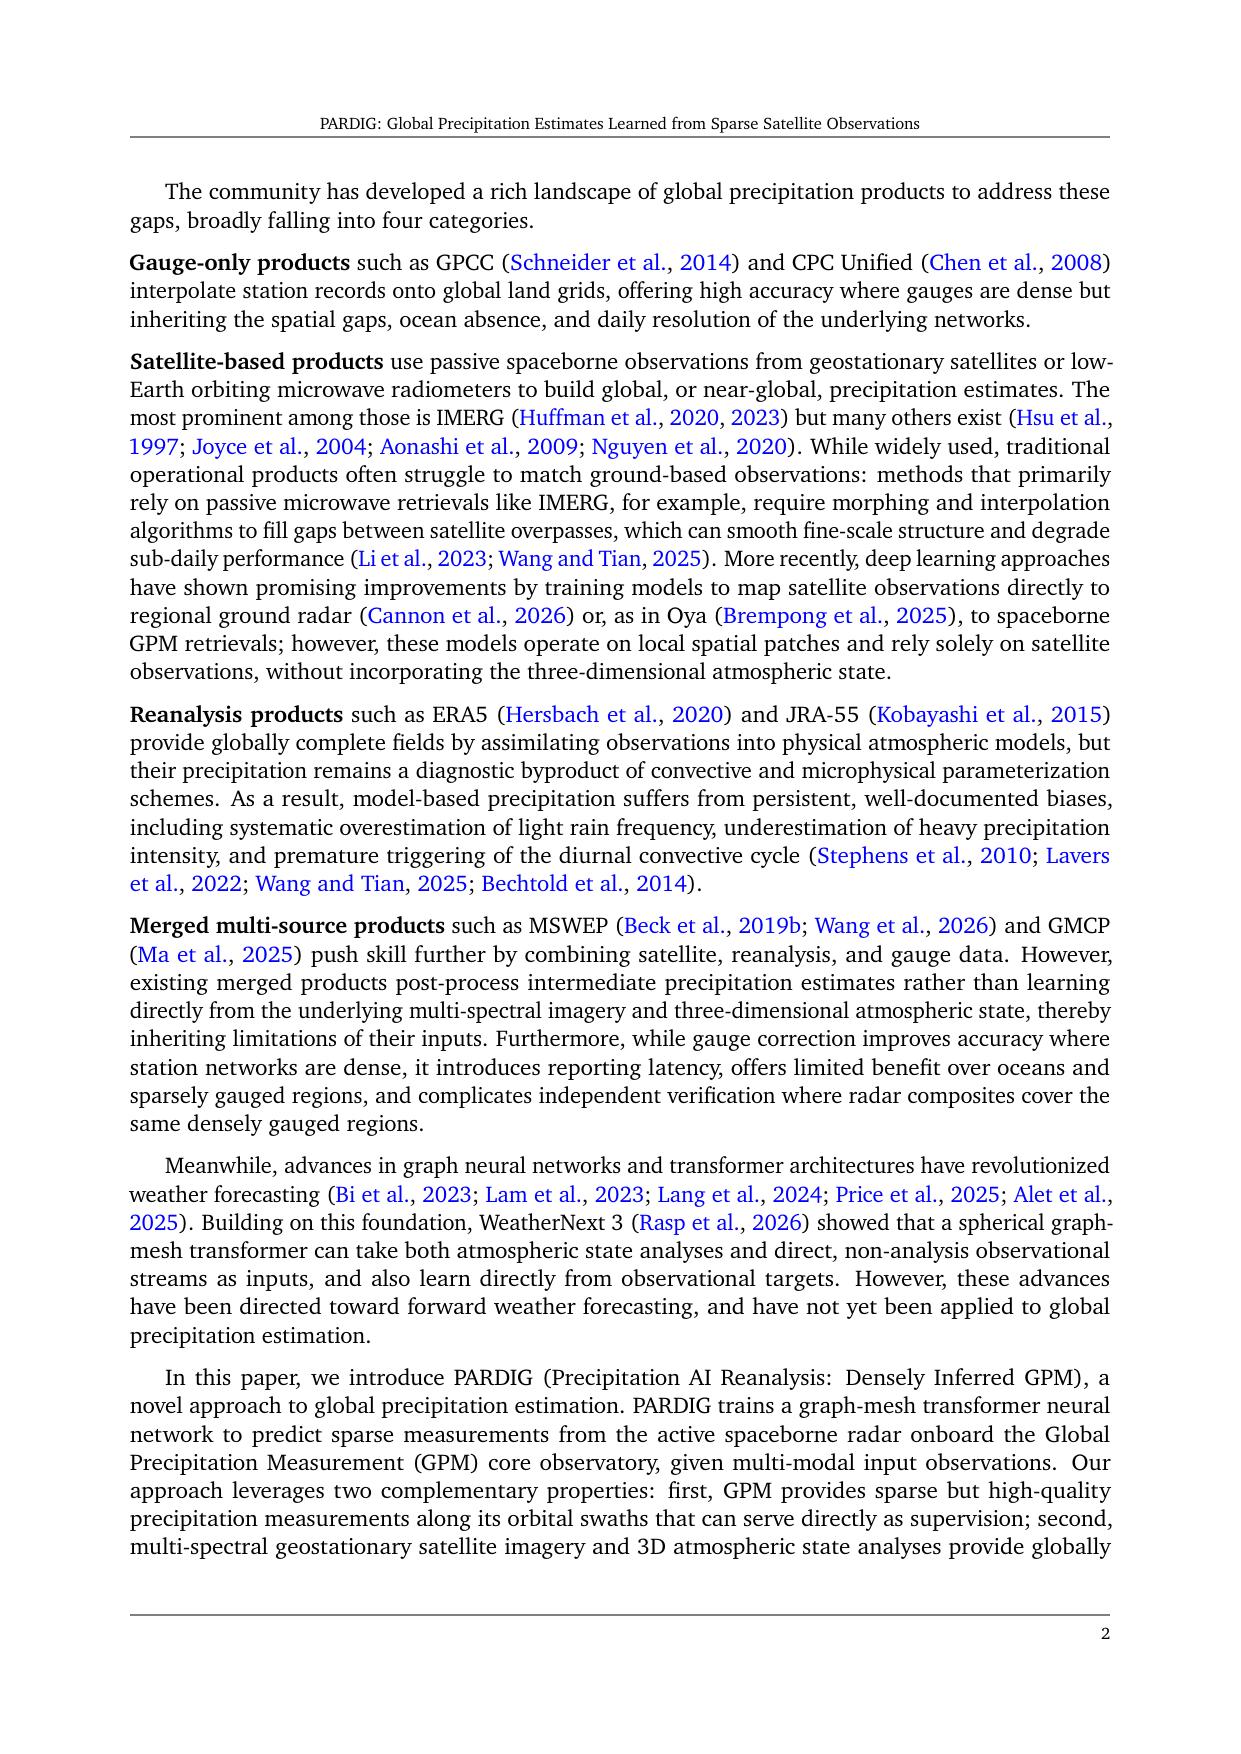 PARDIG: Global Precipitation Estimates Learned from Sparse Satellite Observations
The community has developed a rich landscape of global precipitation products to address these
gaps, broadly falling into four categories.
Gauge-only products such as GPCC (Schneider et al., 2014) and CPC Unified (Chen et al., 2008)
interpolate station records onto global land grids, offering high accuracy where gauges are dense but
inheriting the spatial gaps, ocean absence, and daily resolution of the underlying networks.
Satellite-based products use passive spaceborne observations from geostationary satellites or low-
Earth orbiting microwave radiometers to build global, or near-global, precipitation estimates. The
most prominent among those is IMERG (Huffman et al., 2020, 2023) but many others exist (Hsu et al.,
1997; Joyce et al., 2004; Aonashi et al., 2009; Nguyen et al., 2020). While widely used, traditional
operational products often struggle to match ground-based observations: methods that primarily
rely on passive microwave retrievals like IMERG, for example, require morphing and interpolation
algorithms to fill gaps between satellite overpasses, which can smooth fine-scale structure and degrade
sub-daily performance (Li et al., 2023; Wang and Tian, 2025). More recently, deep learning approaches
have shown promising improvements by training models to map satellite observations directly to
regional ground radar (Cannon et al., 2026) or, as in Oya (Brempong et al., 2025), to spaceborne
GPM retrievals; however, these models operate on local spatial patches and rely solely on satellite
observations, without incorporating the three-dimensional atmospheric state.
Reanalysis products such as ERA5 (Hersbach et al., 2020) and JRA-55 (Kobayashi et al., 2015)
provide globally complete fields by assimilating observations into physical atmospheric models, but
their precipitation remains a diagnostic byproduct of convective and microphysical parameterization
schemes. As a result, model-based precipitation suffers from persistent, well-documented biases,
including systematic overestimation of light rain frequency, underestimation of heavy precipitation
intensity, and premature triggering of the diurnal convective cycle (Stephens et al., 2010; Lavers
et al., 2022; Wang and Tian, 2025; Bechtold et al., 2014).
Merged multi-source products such as MSWEP (Beck et al., 2019b; Wang et al., 2026) and GMCP
(Ma et al., 2025) push skill further by combining satellite, reanalysis, and gauge data. However,
existing merged products post-process intermediate precipitation estimates rather than learning
directly from the underlying multi-spectral imagery and three-dimensional atmospheric state, thereby
inheriting limitations of their inputs. Furthermore, while gauge correction improves accuracy where
station networks are dense, it introduces reporting latency, offers limited benefit over oceans and
sparsely gauged regions, and complicates independent verification where radar composites cover the
same densely gauged regions.
Meanwhile, advances in graph neural networks and transformer architectures have revolutionized
weather forecasting (Bi et al., 2023; Lam et al., 2023; Lang et al., 2024; Price et al., 2025; Alet et al.,
2025). Building on this foundation, WeatherNext 3 (Rasp et al., 2026) showed that a spherical graph-
mesh transformer can take both atmospheric state analyses and direct, non-analysis observational
streams as inputs, and also learn directly from observational targets. However, these advances
have been directed toward forward weather forecasting, and have not yet been applied to global
precipitation estimation.
In this paper, we introduce PARDIG (Precipitation AI Reanalysis: Densely Inferred GPM), a
novel approach to global precipitation estimation. PARDIG trains a graph-mesh transformer neural
network to predict sparse measurements from the active spaceborne radar onboard the Global
Precipitation Measurement (GPM) core observatory, given multi-modal input observations. Our
approach leverages two complementary properties: first, GPM provides sparse but high-quality
precipitation measurements along its orbital swaths that can serve directly as supervision; second,
multi-spectral geostationary satellite imagery and 3D atmospheric state analyses provide globally
2